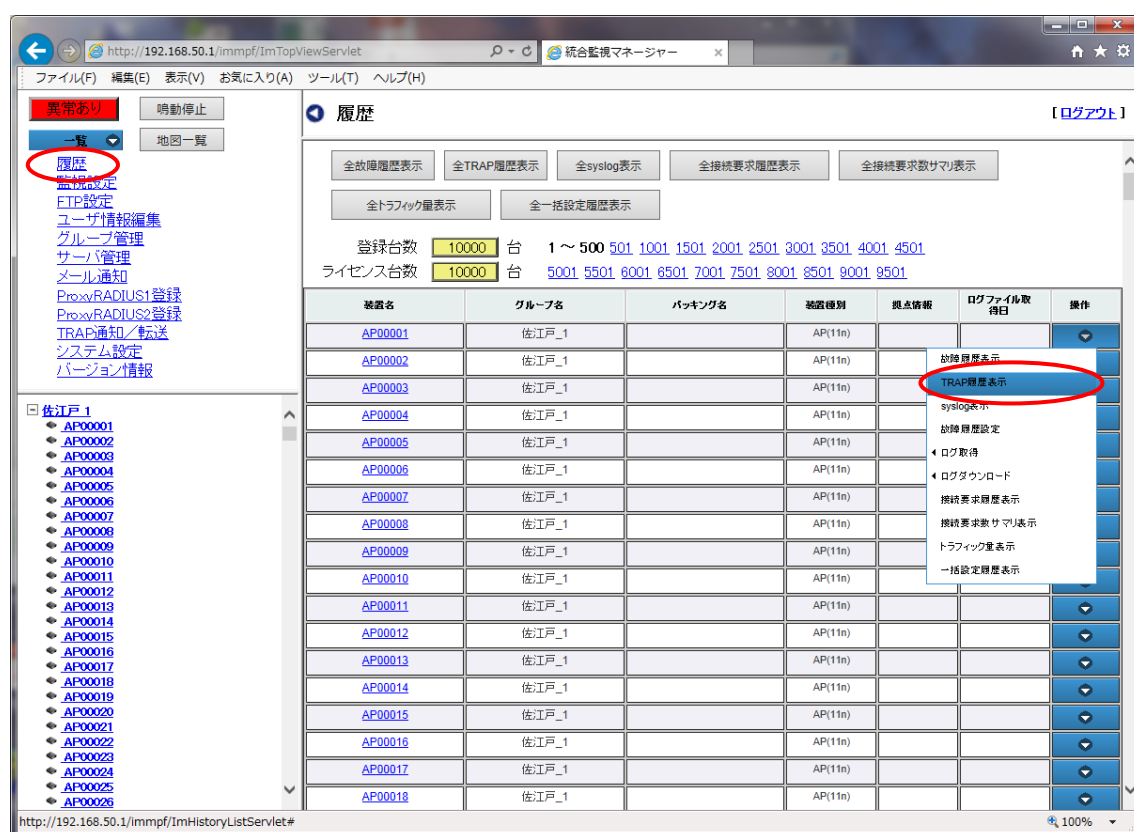 http://192.168.50.1/immpf/ImTopViewServlet
統合監視マネージャー
ファイル(F) 編集(E) 表示(V) お気に入り(A) ツール(T) ヘルプ(H)
異常あり 鳴動停止
一覧 地図一覧
履歴
監視設定
FTP設定
ユーザ情報編集
グループ管理
サーバ管理
メール通知
ProxyRADIUS1登録
ProxyRADIUS2登録
TRAP通知/転送
システム設定
バージョン情報
佐江戸_1
AP00001
AP00002
AP00003
AP00004
AP00005
AP00006
AP00007
AP00008
AP00009
AP00010
AP00011
AP00012
AP00013
AP00014
AP00015
AP00016
AP00017
AP00018
AP00019
AP00020
AP00021
AP00022
AP00023
AP00024
AP00025
AP00026
履歴 [ログアウト]
全故障履歴表示 全TRAP履歴表示 全syslog表示 全接続要求履歴表示 全接続要求数サマリ表示
全トラフィック量表示 全一括設定履歴表示
登録台数 10000 台 1 ～ 500 501 1001 1501 2001 2501 3001 3501 4001 4501
ライセンス台数 10000 台 5001 5501 6001 6501 7001 7501 8001 8501 9001 9501
装置名 グループ名 パッキング名 装置種別 拠点情報 ログファイル取得日 操作
AP00001 佐江戸_1 AP(11n)
AP00002 佐江戸_1 AP(11n)
AP00003 佐江戸_1 AP(11n)
AP00004 佐江戸_1 AP(11n)
AP00005 佐江戸_1 AP(11n)
AP00006 佐江戸_1 AP(11n)
AP00007 佐江戸_1 AP(11n)
AP00008 佐江戸_1 AP(11n)
AP00009 佐江戸_1 AP(11n)
AP00010 佐江戸_1 AP(11n)
AP00011 佐江戸_1 AP(11n)
AP00012 佐江戸_1 AP(11n)
AP00013 佐江戸_1 AP(11n)
AP00014 佐江戸_1 AP(11n)
AP00015 佐江戸_1 AP(11n)
AP00016 佐江戸_1 AP(11n)
AP00017 佐江戸_1 AP(11n)
AP00018 佐江戸_1 AP(11n)
故障履歴表示
TRAP履歴表示
syslog表示
故障履歴設定
ログ取得
ログダウンロード
接続要求履歴表示
接続要求数サマリ表示
トラフィック量表示
一括設定履歴表示
http://192.168.50.1/immpf/ImHistoryListServlet#
100%